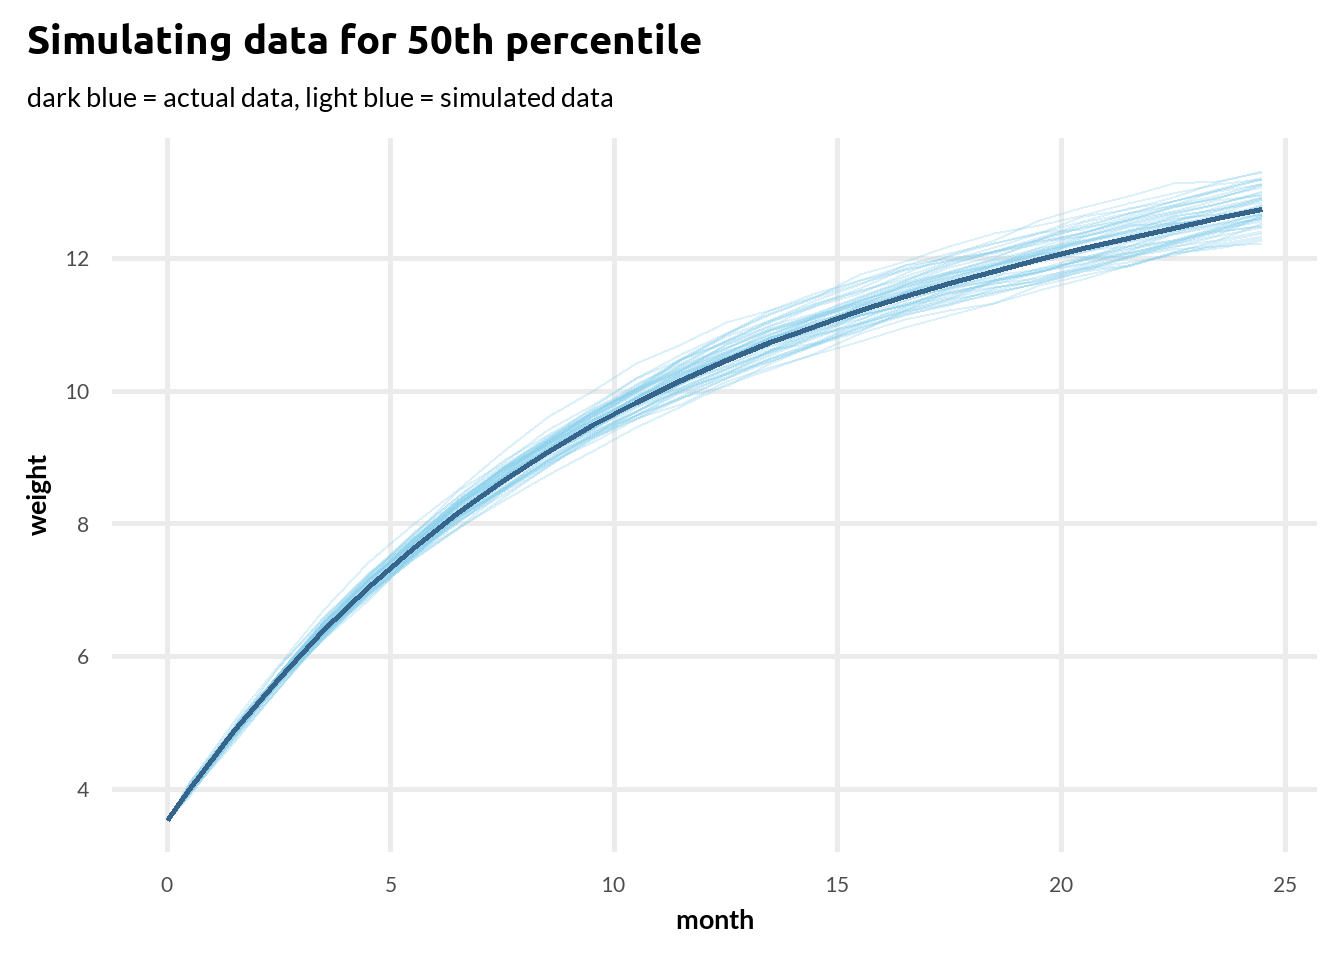 Simulating data for 50th percentile
dark blue = actual data, light blue = simulated data
weight
12
10
8
6
4
0 5 10 15 20 25
month